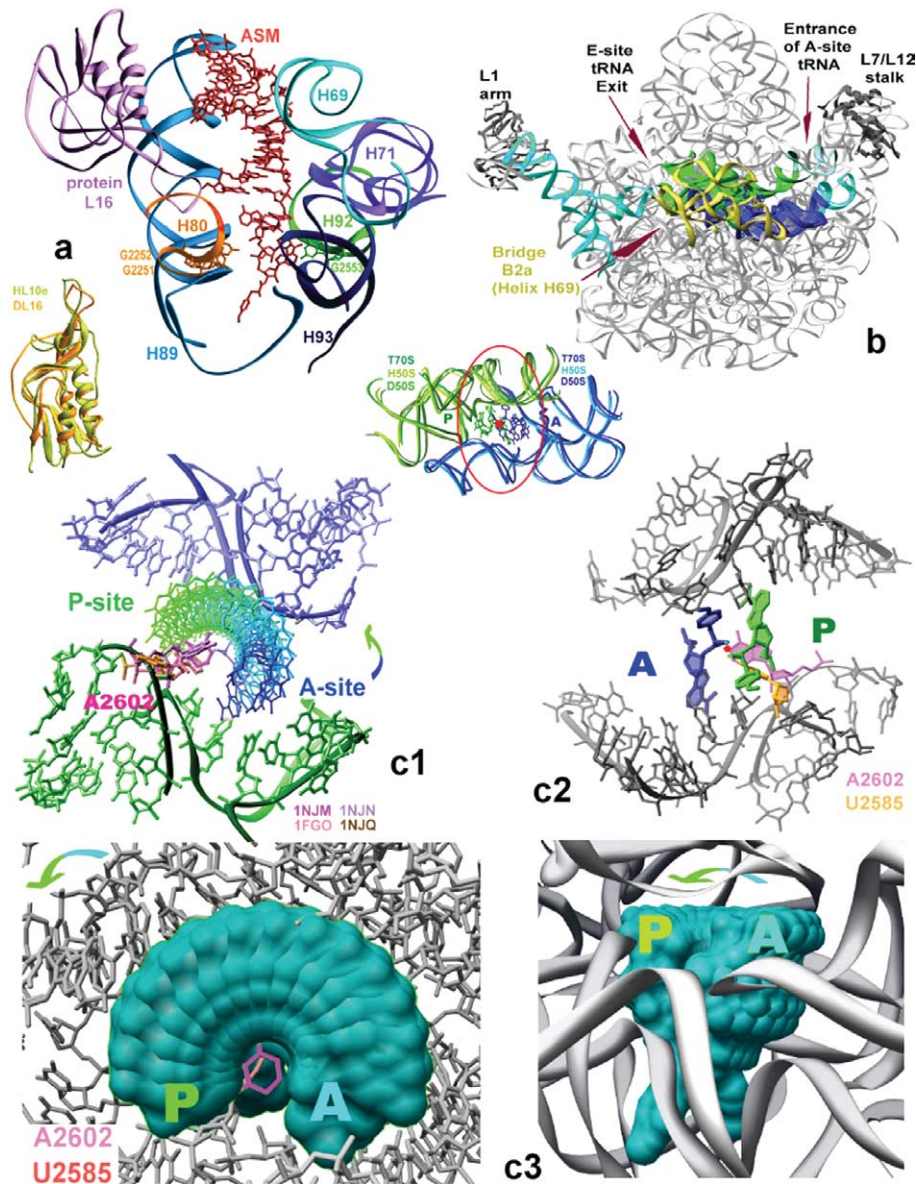 ASM
H69
H71
protein
L16
H80
H92
G2252
G2251
G2553
a
HL10e
DL16
H89
H93
E-site
tRNA
Exit
Entrance
of A-site
tRNA
L7/L12
stalk
L1
arm
Bridge
B2a
(Helix H69)
b
T70S
H50S
D50S
T70S
H50S
D50S
P
A
P-site
A2602
A-site
c1
1NJM 1NJN
1FGO 1NJQ
A
P
A2602
U2585
c2
P
A
A2602
U2585
P
A
c3